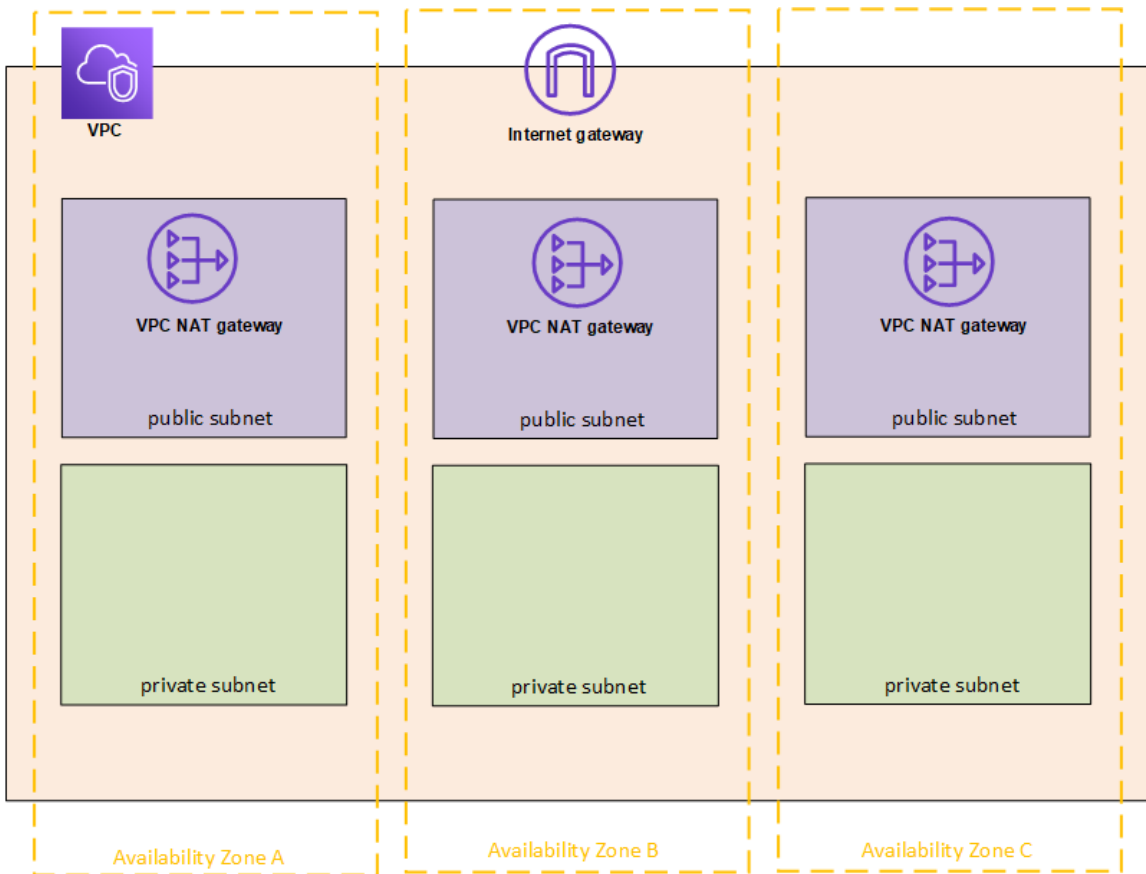 VPC
Internet gateway
VPC NAT gateway
VPC NAT gateway
VPC NAT gateway
public subnet
public subnet
public subnet
private subnet
private subnet
private subnet
Availability Zone A
Availability Zone B
Availability Zone C